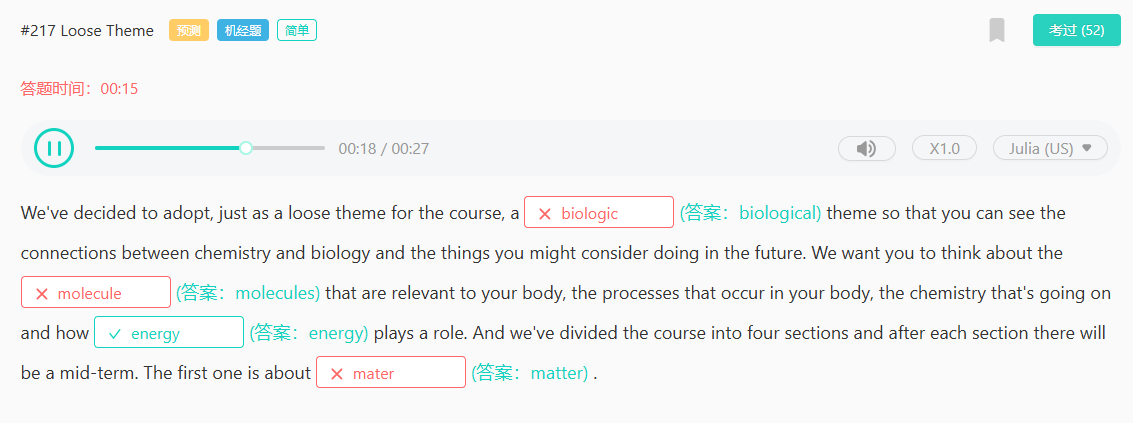 #217 Loose Theme 预测 机经题 简单 考过 (52)
答题时间：00:15
00:18 / 00:27 X1.0 Julia (US)
We've decided to adopt, just as a loose theme for the course, a biologic (答案：biological) theme so that you can see the
connections between chemistry and biology and the things you might consider doing in the future. We want you to think about the
molecule (答案：molecules) that are relevant to your body, the processes that occur in your body, the chemistry that's going on
and how energy (答案：energy) plays a role. And we've divided the course into four sections and after each section there will
be a mid-term. The first one is about mater (答案：matter) .